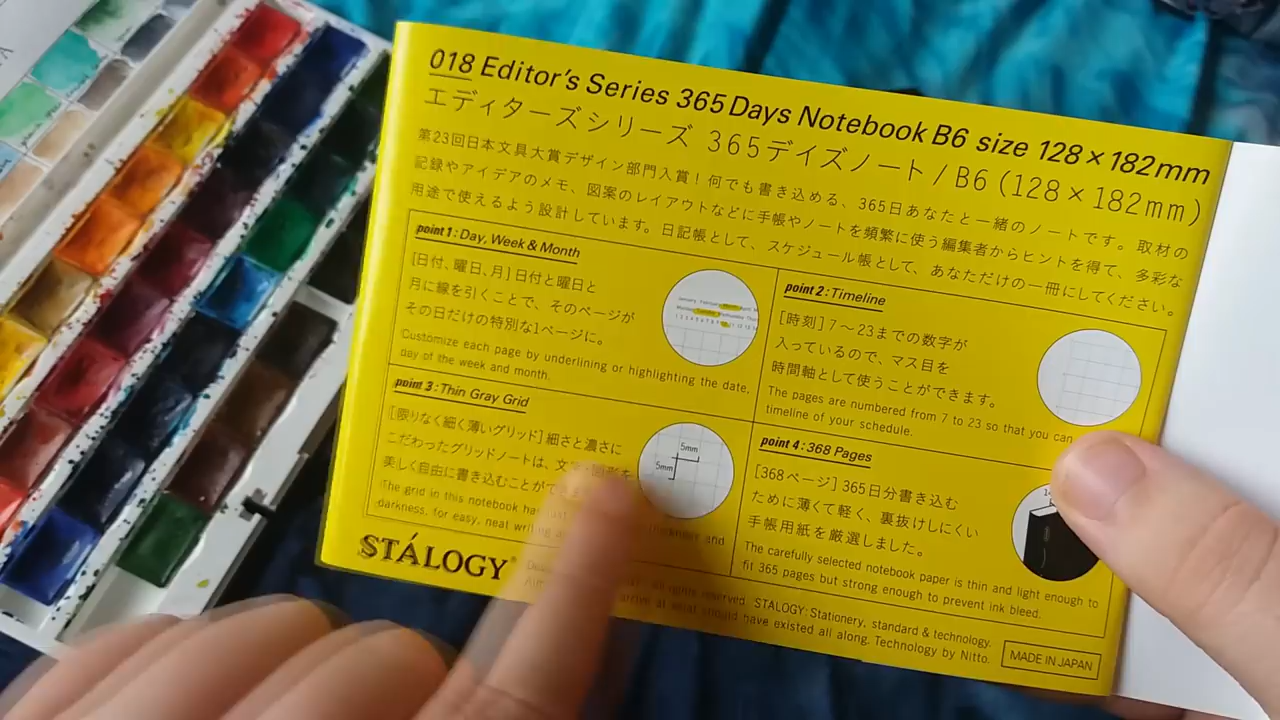 018 Editor's Series 365 Days Notebook B6 size 128×182mm
エディターズシリーズ 365デイズノート / B6 (128×182mm)
第23回日本文具大賞デザイン部門入賞！何でも書き込める、365日あなたと一緒のノートです。取材の
記録やアイデアのメモ、図案のレイアウトなどに手帳やノートを頻繁に使う編集者からヒントを得て、多彩な
用途で使えるよう設計しています。日記帳として、スケジュール帳として、あなただけの一冊にしてください。
point 1: Day, Week & Month
[日付、曜日、月] 日付と曜日と
月に線を引くことで、そのページが
その日だけの特別な1ページに。
Customize each page by underlining or highlighting the date,
day of the week and month.
point 2: Timeline
[時刻] 7〜23までの数字が
入っているので、マス目を
時間軸として使うことができます。
The pages are numbered from 7 to 23 so that you can
timeline of your schedule.
point 3: Thin Gray Grid
[限りなく細く薄いグリッド] 細さと濃さに
こだわったグリッドノートは、文
美しく自由に書き込むことがで
The grid in this notebook has just and
darkness, for easy, neat writing
5mm
5mm
point 4: 368 Pages
[368ページ] 365日分書き込む
ために薄くて軽く、裏抜けしにくい
手帳用紙を厳選しました。
The carefully selected notebook paper is thin and light enough to
fit 365 pages but strong enough to prevent ink bleed.
STÁLOGY
all rights reserved STALOGY: Stationery, standard & technology.
arrive at what should have existed all along. Technology by Nitto.
MADE IN JAPAN